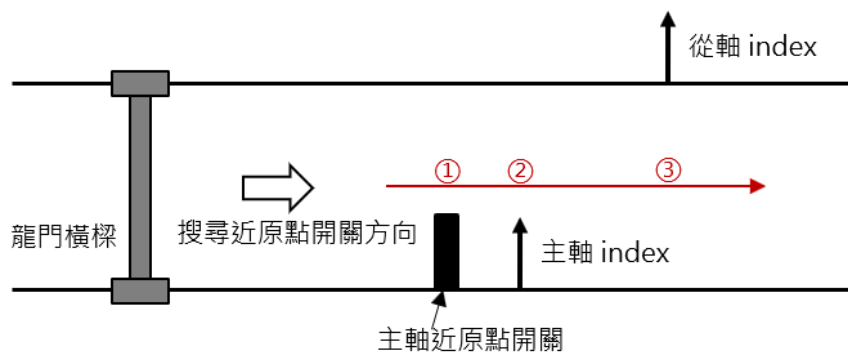 從軸 index
① ② ③
龍門橫樑
搜尋近原點開關方向
主軸 index
主軸近原點開關